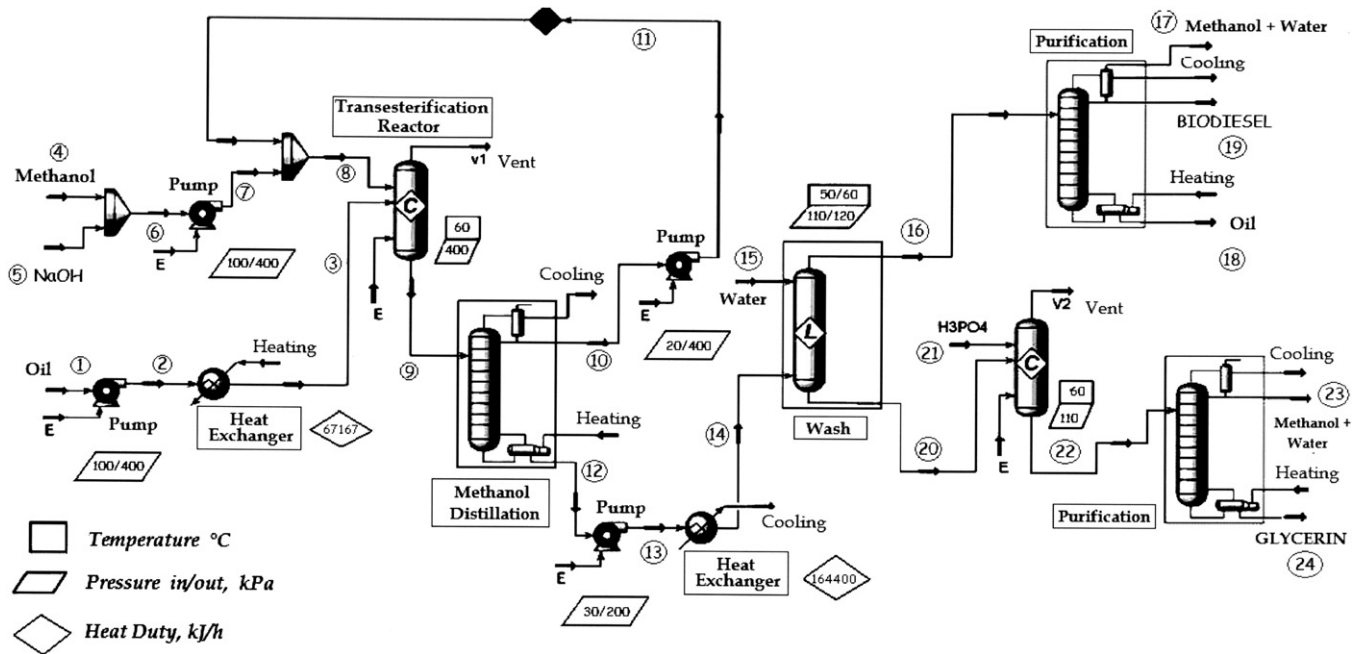 17
Methanol + Water
11
Purification
Cooling
Transesterification
Reactor
4
Methanol
v1
Vent
BIODIESEL
19
Pump
7
8
50/60
110/120
Heating
C
60
400
16
Oil
18
6
E
5
NaOH
100/400
3
Pump
15
Water
Cooling
E
V2
Vent
L
H3PO4
E
20/400
21
C
Cooling
1
2
Heating
9
10
Oil
23
60
110
Methanol +
Water
E
Pump
Heat
Exchanger
67167
Heating
14
Wash
20
22
E
100/400
12
Heating
Methanol
Distillation
Pump
Cooling
Purification
GLYCERIN
24
Temperature °C
13
E
Heat
Exchanger
164400
Pressure in/out, kPa
30/200
Heat Duty, kJ/h